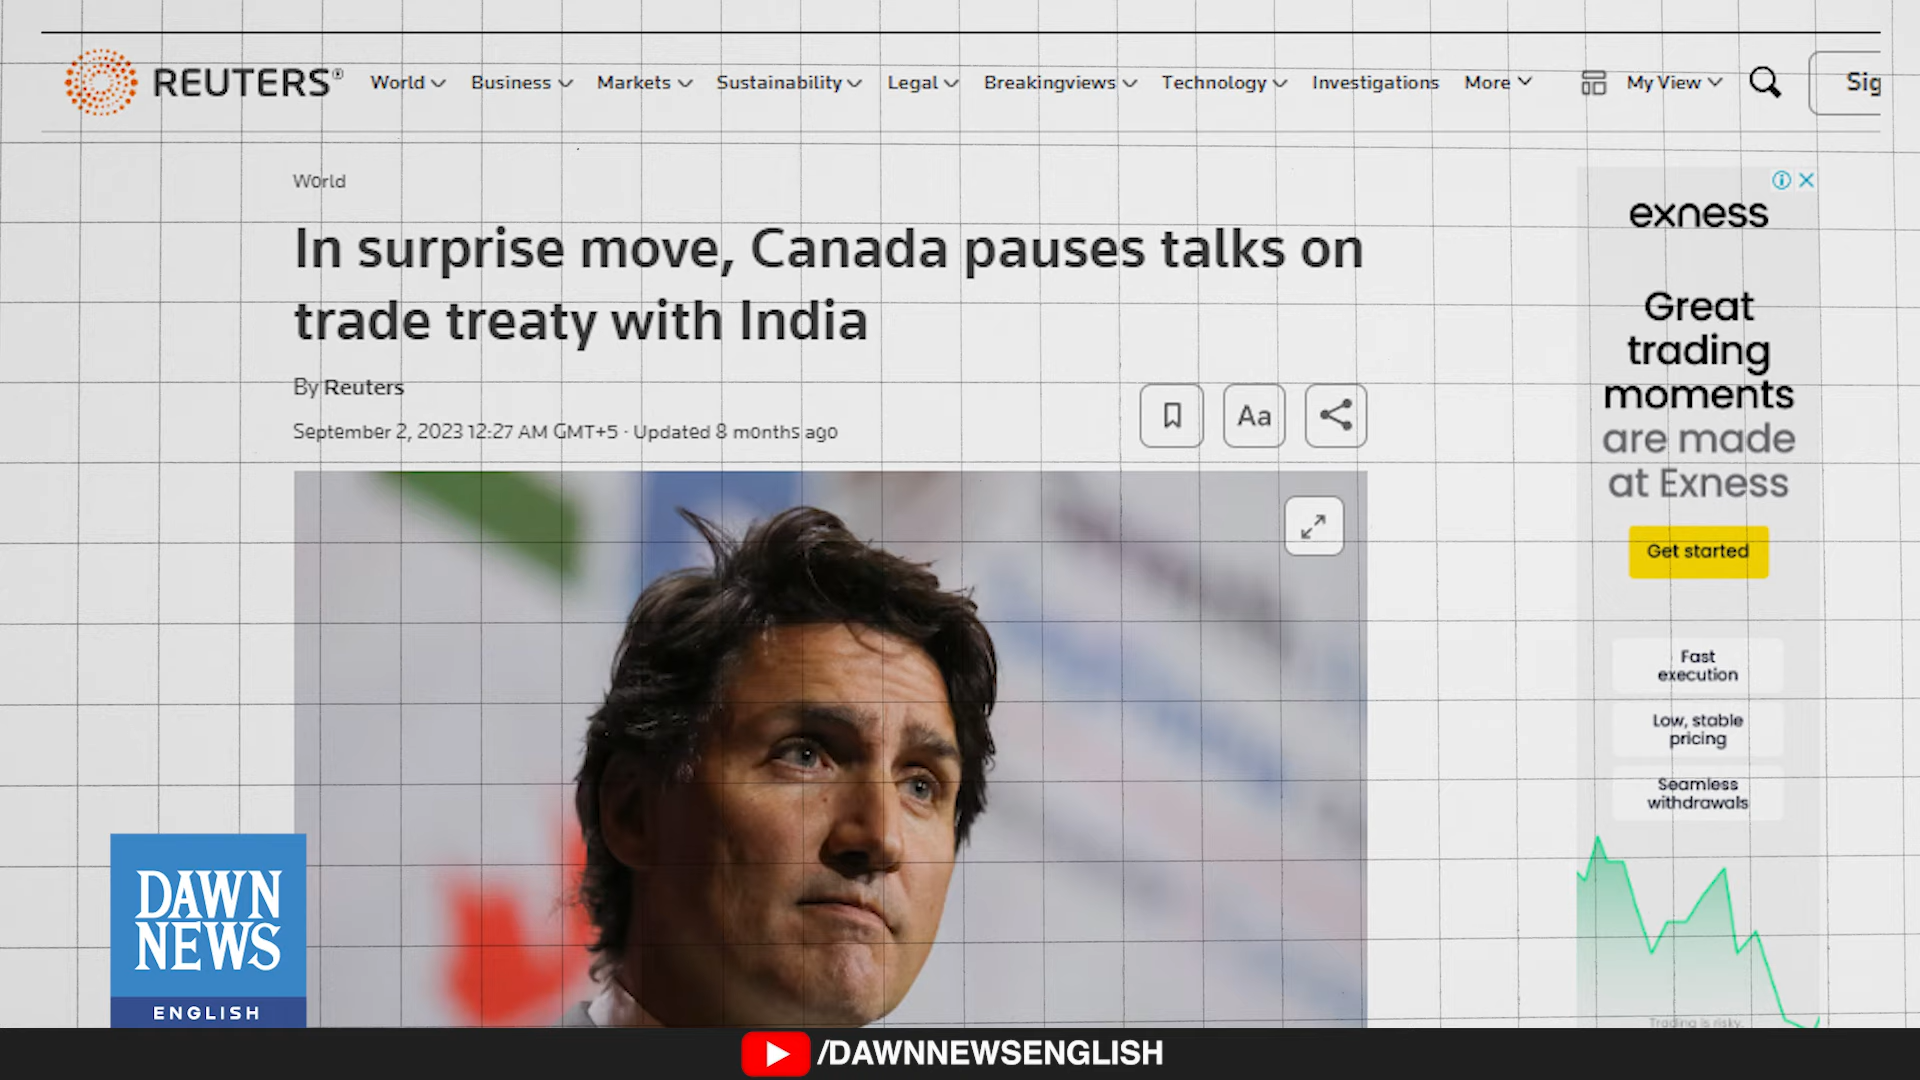 REUTERS®
World Business Markets Sustainability Legal Breakingviews Technology Investigations More My View Sig
World
In surprise move, Canada pauses talks on
trade treaty with India
By Reuters
September 2, 2023 12:27 AM GMT+5 · Updated 8 months ago
Aa
exness
Great
trading
moments
are made
at Exness
Get started
Fast
execution
Low, stable
pricing
Seamless
withdrawals
Trading is risky.
DAWN
NEWS
ENGLISH
/DAWNNEWSENGLISH